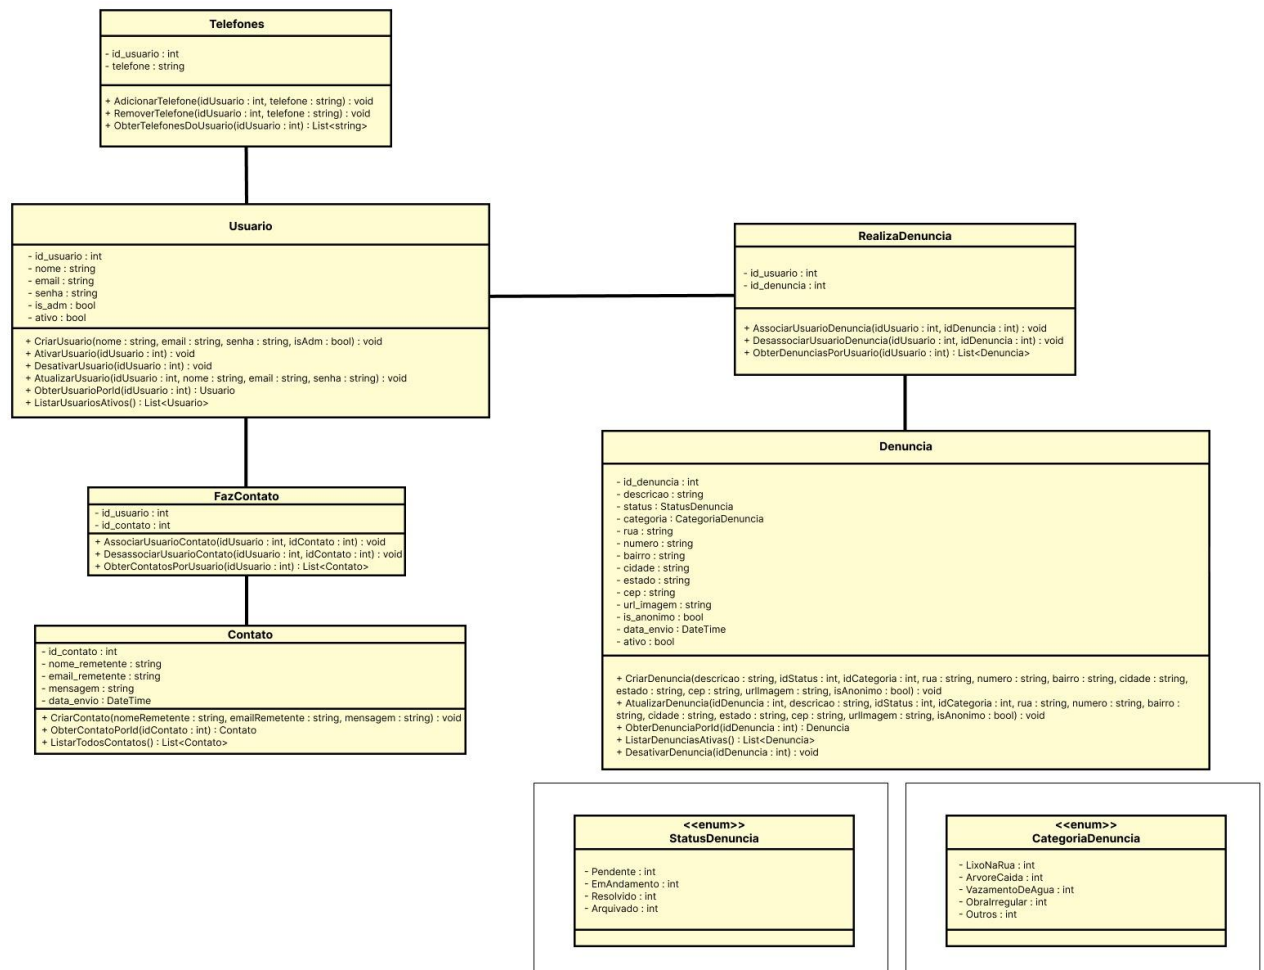 Telefones
- id_usuario : int
- telefone : string
+ AdicionarTelefone(idUsuario : int, telefone : string) : void
+ RemoverTelefone(idUsuario : int, telefone : string) : void
+ ObterTelefonesDoUsuario(idUsuario : int) : List<string>
Usuario
- id_usuario : int
- nome : string
- email : string
- senha : string
- is_adm : bool
- ativo : bool
+ CriarUsuario(nome : string, email : string, senha : string, isAdm : bool) : void
+ AtivarUsuario(idUsuario : int) : void
+ DesativarUsuario(idUsuario : int) : void
+ AtualizarUsuario(idUsuario : int, nome : string, email : string, senha : string) : void
+ ObterUsuarioPorId(idUsuario : int) : Usuario
+ ListarUsuariosAtivos() : List<Usuario>
RealizaDenuncia
- id_usuario : int
- id_denuncia : int
+ AssociarUsuarioDenuncia(idUsuario : int, idDenuncia : int) : void
+ DesassociarUsuarioDenuncia(idUsuario : int, idDenuncia : int) : void
+ ObterDenunciasPorUsuario(idUsuario : int) : List<Denuncia>
FazContato
- id_usuario : int
- id_contato : int
+ AssociarUsuarioContato(idUsuario : int, idContato : int) : void
+ DesassociarUsuarioContato(idUsuario : int, idContato : int) : void
+ ObterContatosPorUsuario(idUsuario : int) : List<Contato>
Contato
- id_contato : int
- nome_remetente : string
- email_remetente : string
- mensagem : string
- data_envio : DateTime
+ CriarContato(nomeRemetente : string, emailRemetente : string, mensagem : string) : void
+ ObterContatoPorId(idContato : int) : Contato
+ ListarTodosContatos() : List<Contato>
Denuncia
- id_denuncia : int
- descricao : string
- status : StatusDenuncia
- categoria : CategoriaDenuncia
- rua : string
- numero : string
- bairro : string
- cidade : string
- estado : string
- cep : string
- url_imagem : string
- is_anonimo : bool
- data_envio : DateTime
- ativo : bool
+ CriarDenuncia(descricao : string, idStatus : int, idCategoria : int, rua : string, numero : string, bairro : string, cidade : string,
estado : string, cep : string, urlImagem : string, isAnonimo : bool) : void
+ AtualizarDenuncia(idDenuncia : int, descricao : string, idStatus : int, idCategoria : int, rua : string, numero : string, bairro :
string, cidade : string, estado : string, cep : string, urlImagem : string, isAnonimo : bool) : void
+ ObterDenunciaPorId(idDenuncia : int) : Denuncia
+ ListarDenunciasAtivas() : List<Denuncia>
+ DesativarDenuncia(idDenuncia : int) : void
<<enum>>
StatusDenuncia
- Pendente : int
- EmAndamento : int
- Resolvido : int
- Arquivado : int
<<enum>>
CategoriaDenuncia
- LixoNaRua : int
- ArvoreCaida : int
- VazamentoDeAgua : int
- ObraIrregular : int
- Outros : int